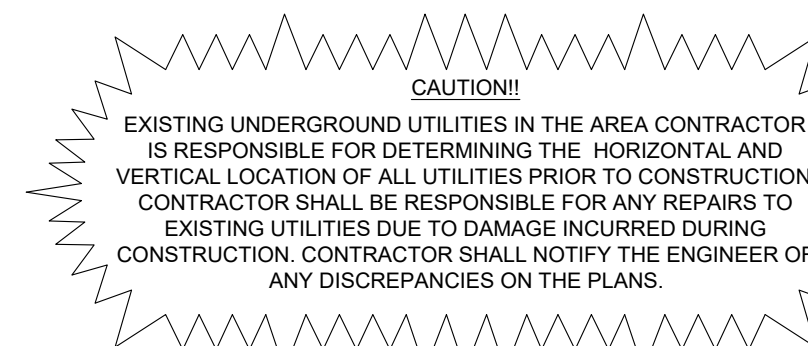 CAUTION!!
EXISTING UNDERGROUND UTILITIES IN THE AREA CONTRACTOR
IS RESPONSIBLE FOR DETERMINING THE HORIZONTAL AND
VERTICAL LOCATION OF ALL UTILITIES PRIOR TO CONSTRUCTION
CONTRACTOR SHALL BE RESPONSIBLE FOR ANY REPAIRS TO
EXISTING UTILITIES DUE TO DAMAGE INCURRED DURING
CONSTRUCTION. CONTRACTOR SHALL NOTIFY THE ENGINEER OF
ANY DISCREPANCIES ON THE PLANS.